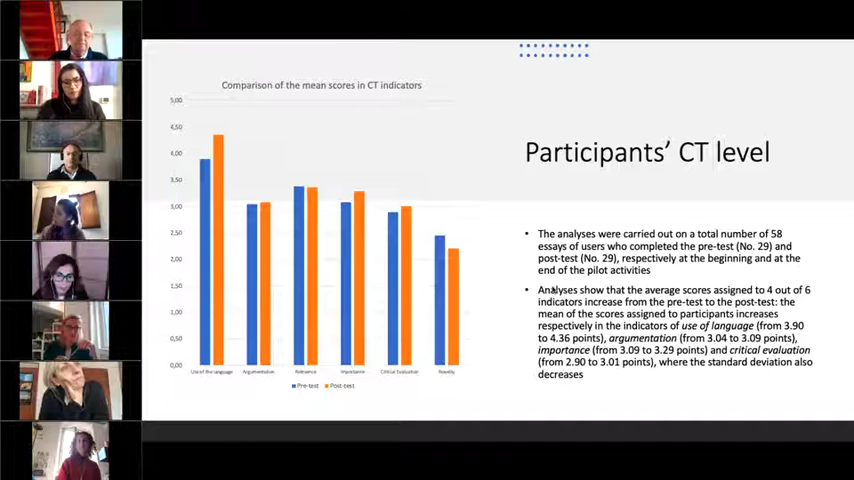 Comparison of the mean scores in CT indicators
5,00
4,50
4,00
3,50
3,00
2,50
2,00
1,50
1,00
0,50
0,00
Use of the language Argumentation Relevance Importance Critical Evaluation Novelty
Pre-test Post-test
Participants' CT level
• The analyses were carried out on a total number of 58
essays of users who completed the pre-test (No. 29) and
post-test (No. 29), respectively at the beginning and at the
end of the pilot activities
• Analyses show that the average scores assigned to 4 out of 6
indicators increase from the pre-test to the post-test: the
mean of the scores assigned to participants increases
respectively in the indicators of use of language (from 3.90
to 4.36 points), argumentation (from 3.04 to 3.09 points),
importance (from 3.09 to 3.29 points) and critical evaluation
(from 2.90 to 3.01 points), where the standard deviation also
decreases